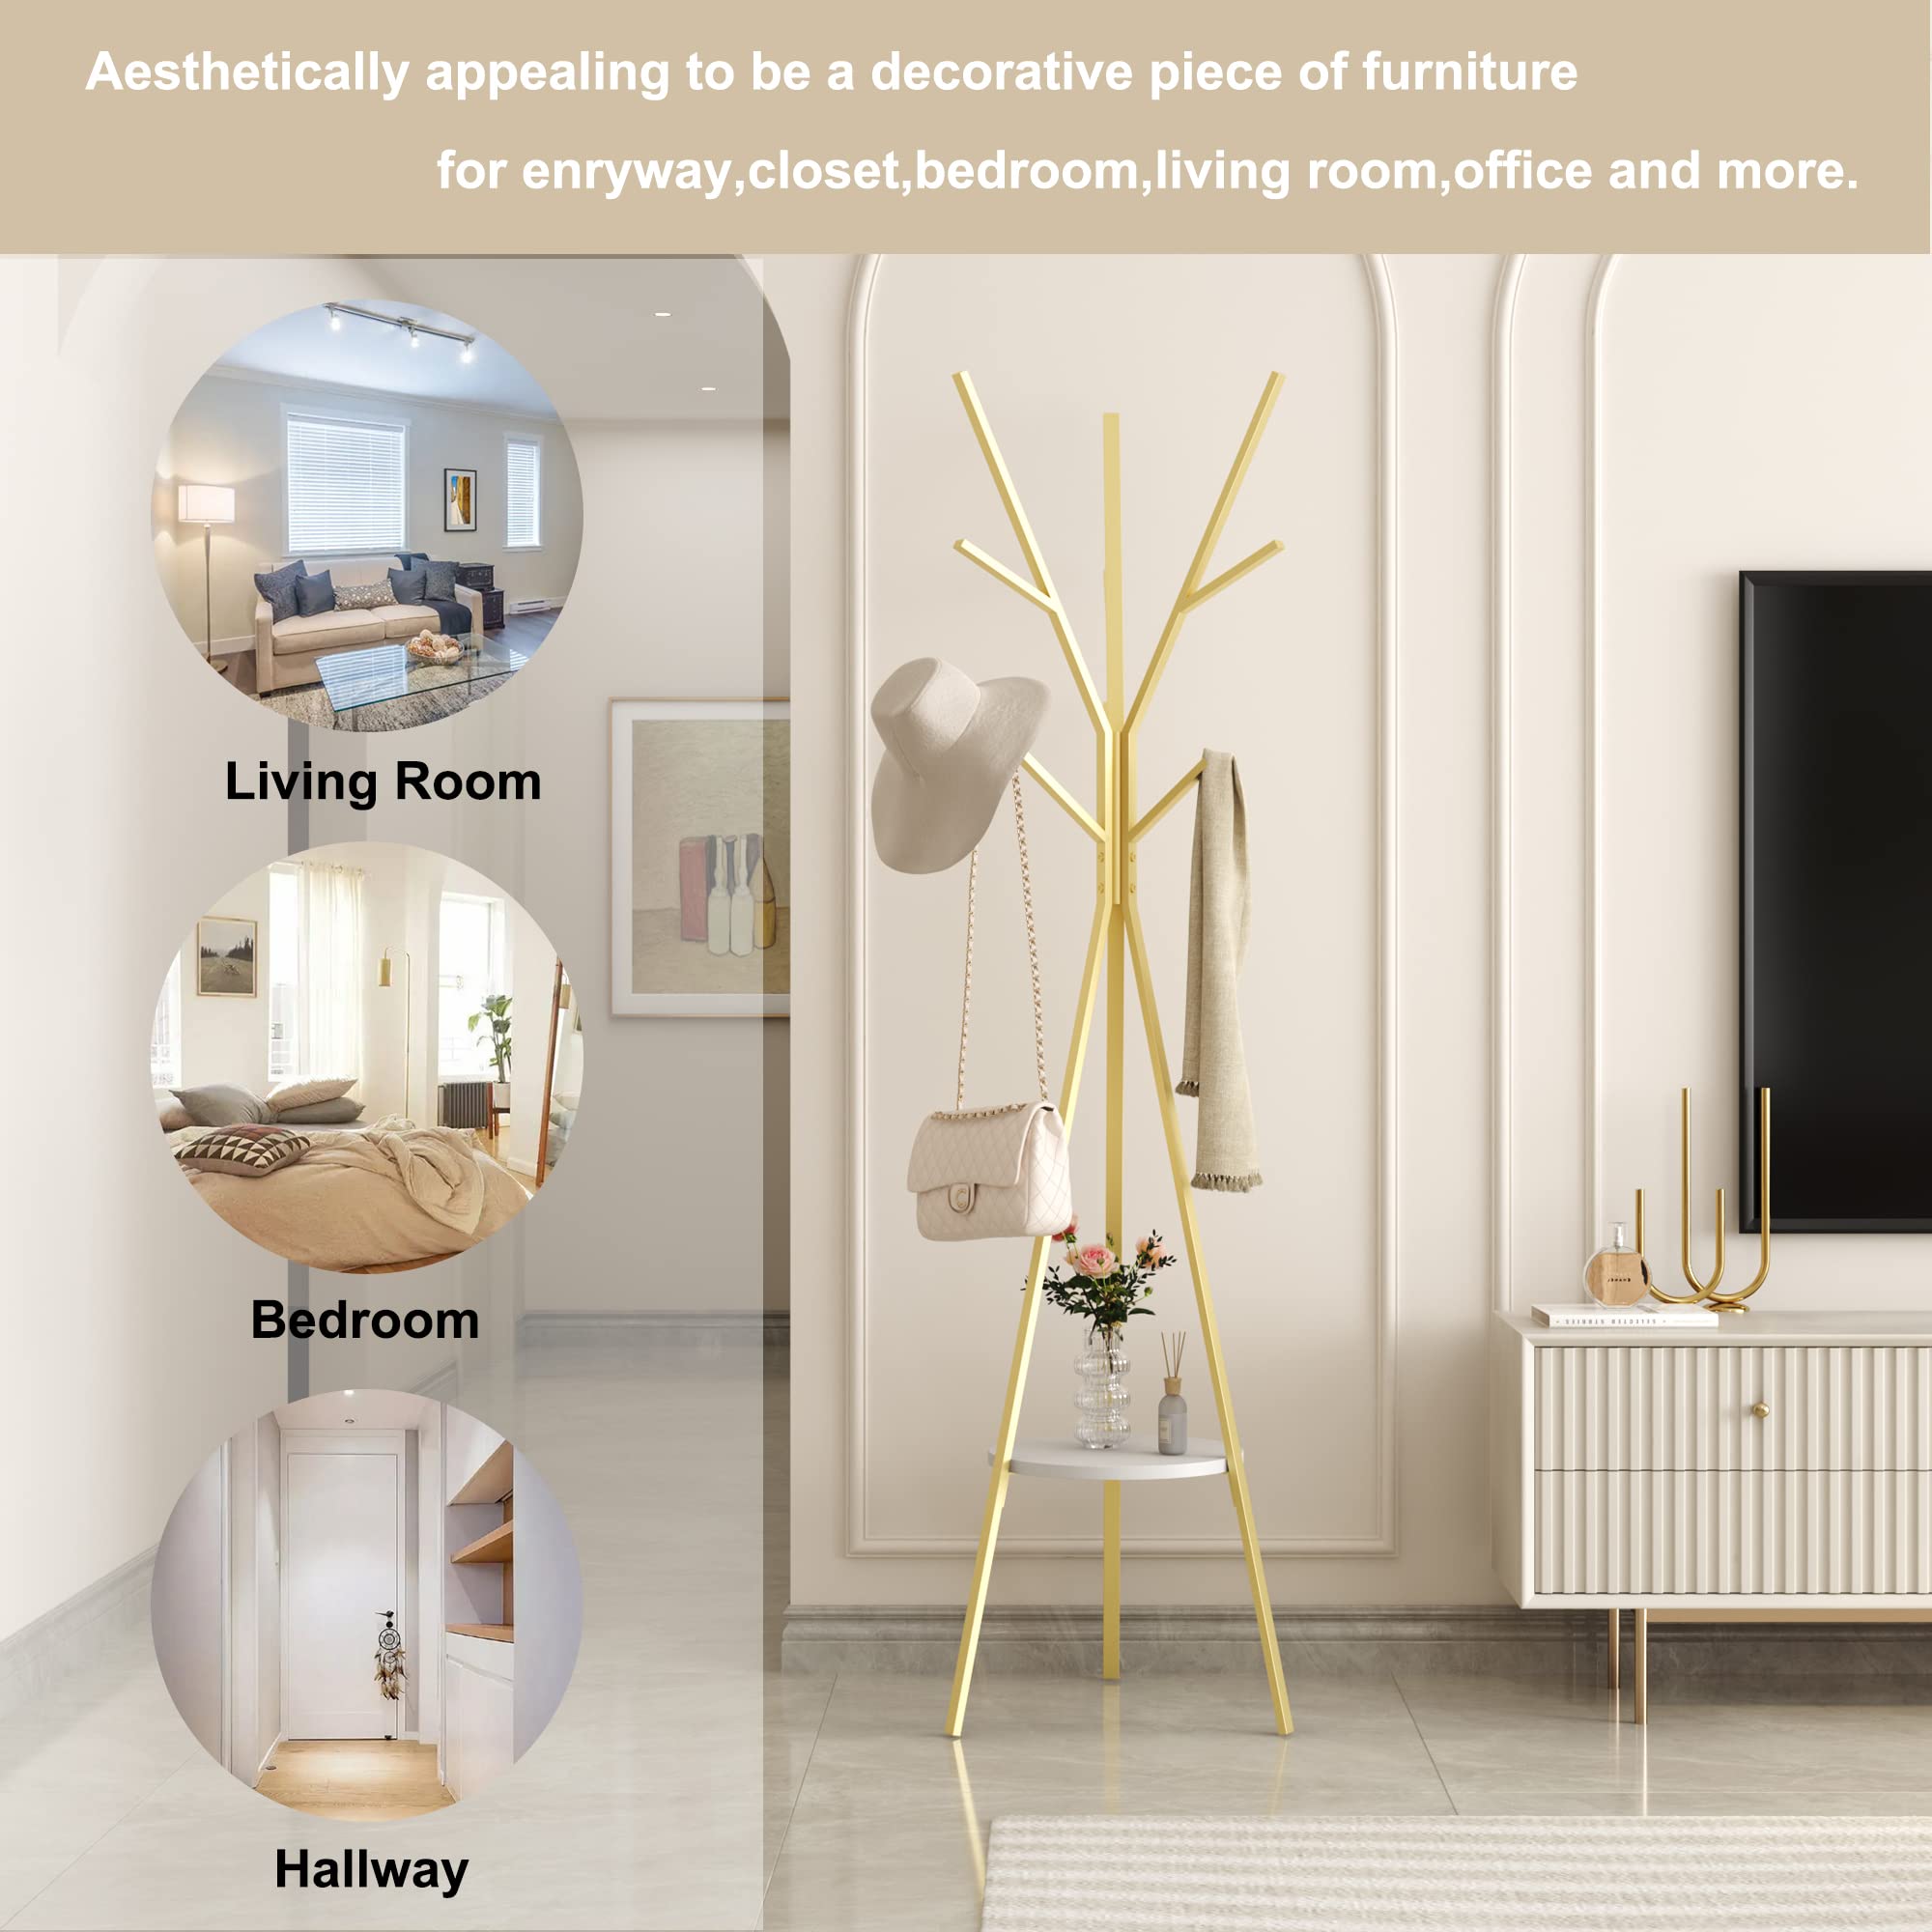 Aesthetically appealing to be a decorative piece of furniture
for enryway,closet,bedroom,living room,office and more.
Living Room
Bedroom
Hallway